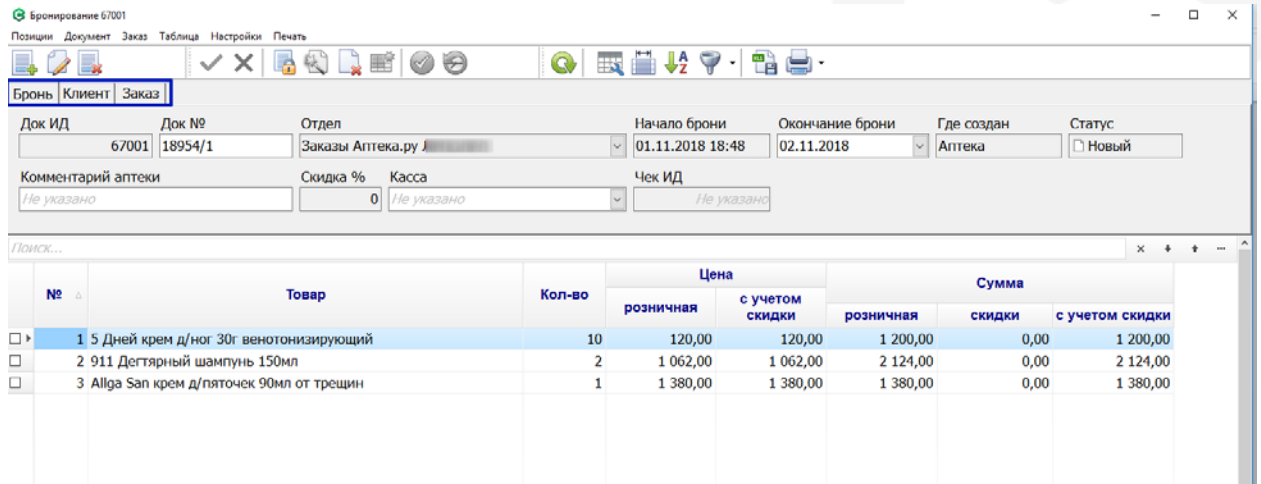 Бронирование 67001
Позиции Документ Заказ Таблица Настройки Печать
Бронь Клиент Заказ
Док ИД Док № Отдел Начало брони Окончание брони Где создан Статус
67001 18954/1 Заказы Аптека.ру 01.11.2018 18:48 02.11.2018 Аптека Новый
Комментарий аптеки Скидка % Касса Чек ИД
Не указано 0 Не указано Не указано
Поиск...
№ Товар Кол-во Цена Сумма
розничная с учетом скидки розничная скидки с учетом скидки
1 5 Дней крем д/ног 30г венотонизирующий 10 120,00 120,00 1 200,00 0,00 1 200,00
2 911 Дегтярный шампунь 150мл 2 1 062,00 1 062,00 2 124,00 0,00 2 124,00
3 Allga San крем д/пяточек 90мл от трещин 1 1 380,00 1 380,00 1 380,00 0,00 1 380,00